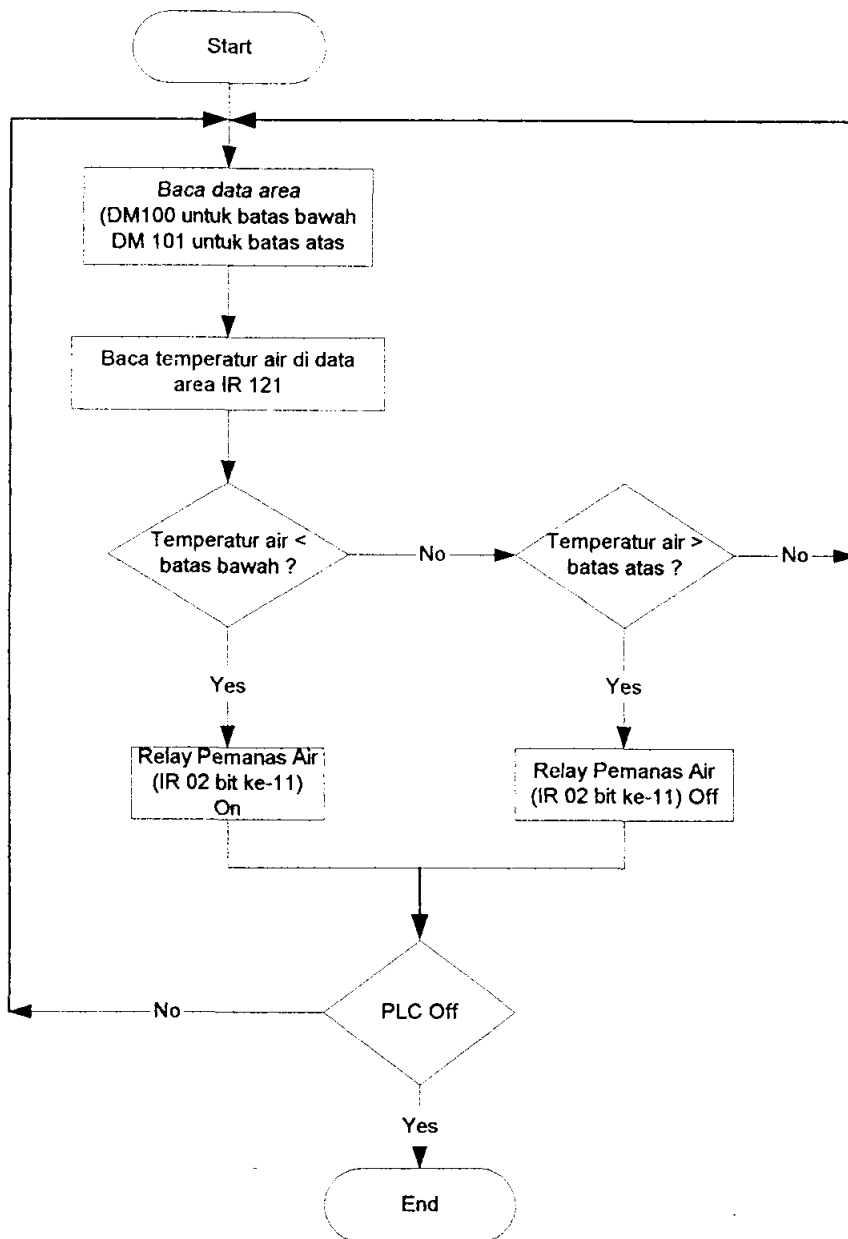 Start
Baca data area
(DM100 untuk batas bawah
DM 101 untuk batas atas
Baca temperatur air di data
area IR 121
Temperatur air <
batas bawah ?
No
Temperatur air >
batas atas ?
No
Yes
Yes
Relay Pemanas Air
(IR 02 bit ke-11)
On
Relay Pemanas Air
(IR 02 bit ke-11) Off
No
PLC Off
Yes
End